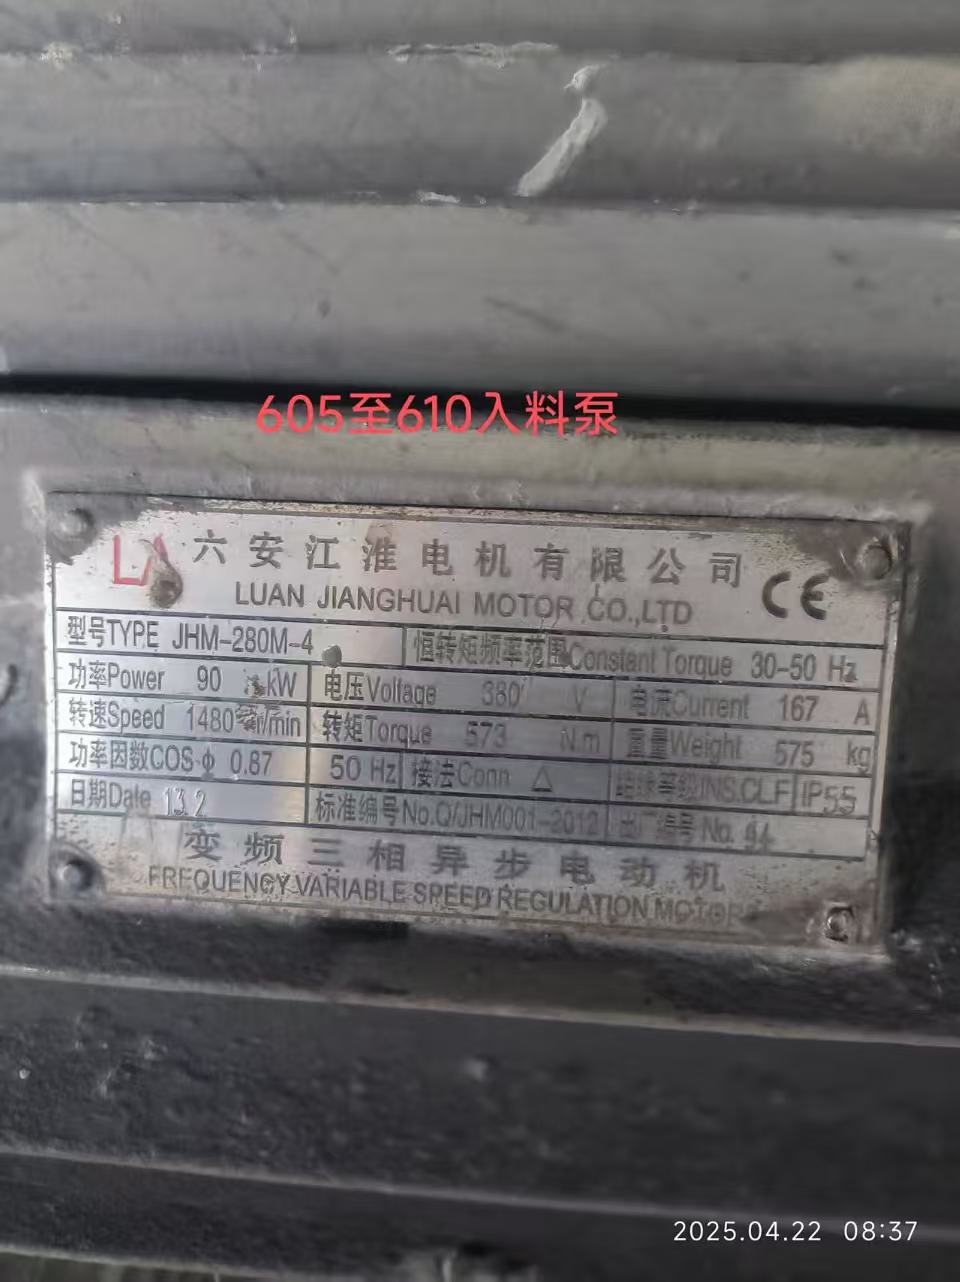 605至610入料泵
LA 六安江淮电机有限公司
LUAN JIANGHUAI MOTOR CO.,LTD CE
型号TYPE JHM-280M-4 恒转矩频率范围Constant Torque 30-50 Hz
功率Power 90 kW 电压Voltage 380 V 电流Current 167 A
转速Speed 1480 r/min 转矩Torque 573 N.m 重量Weight 575 kg
功率因数COS φ 0.87 50 Hz 接法Conn △ 绝缘等级INS.CLF IP55
日期Date 13.2 标准编号No.Q/JHM001-2012 出厂编号No. 94
变频三相异步电动机
FREQUENCY VARIABLE SPEED REGULATION MOTORS
2025.04.22 08:37